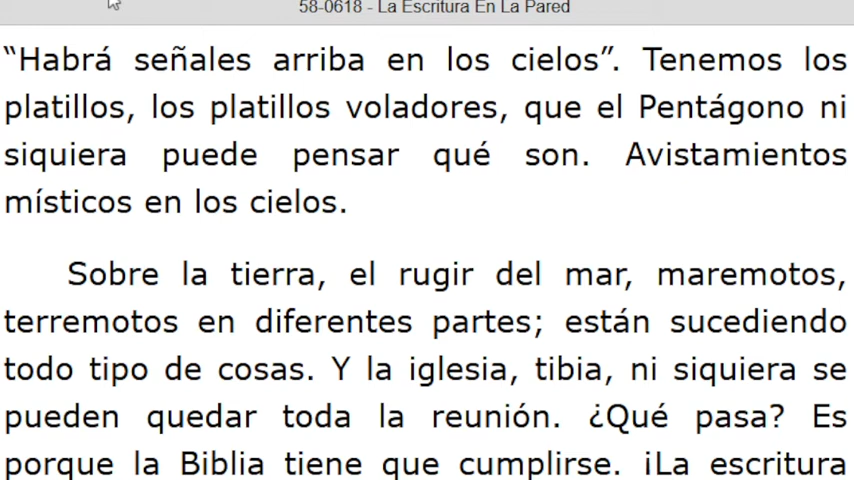 58-0618 - La Escritura En La Pared
“Habrá señales arriba en los cielos”. Tenemos los
platillos, los platillos voladores, que el Pentágono ni
siquiera puede pensar qué son. Avistamientos
místicos en los cielos.
Sobre la tierra, el rugir del mar, maremotos,
terremotos en diferentes partes; están sucediendo
todo tipo de cosas. Y la iglesia, tibia, ni siquiera se
pueden quedar toda la reunión. ¿Qué pasa? Es
porque la Biblia tiene que cumplirse. ¡La escritura